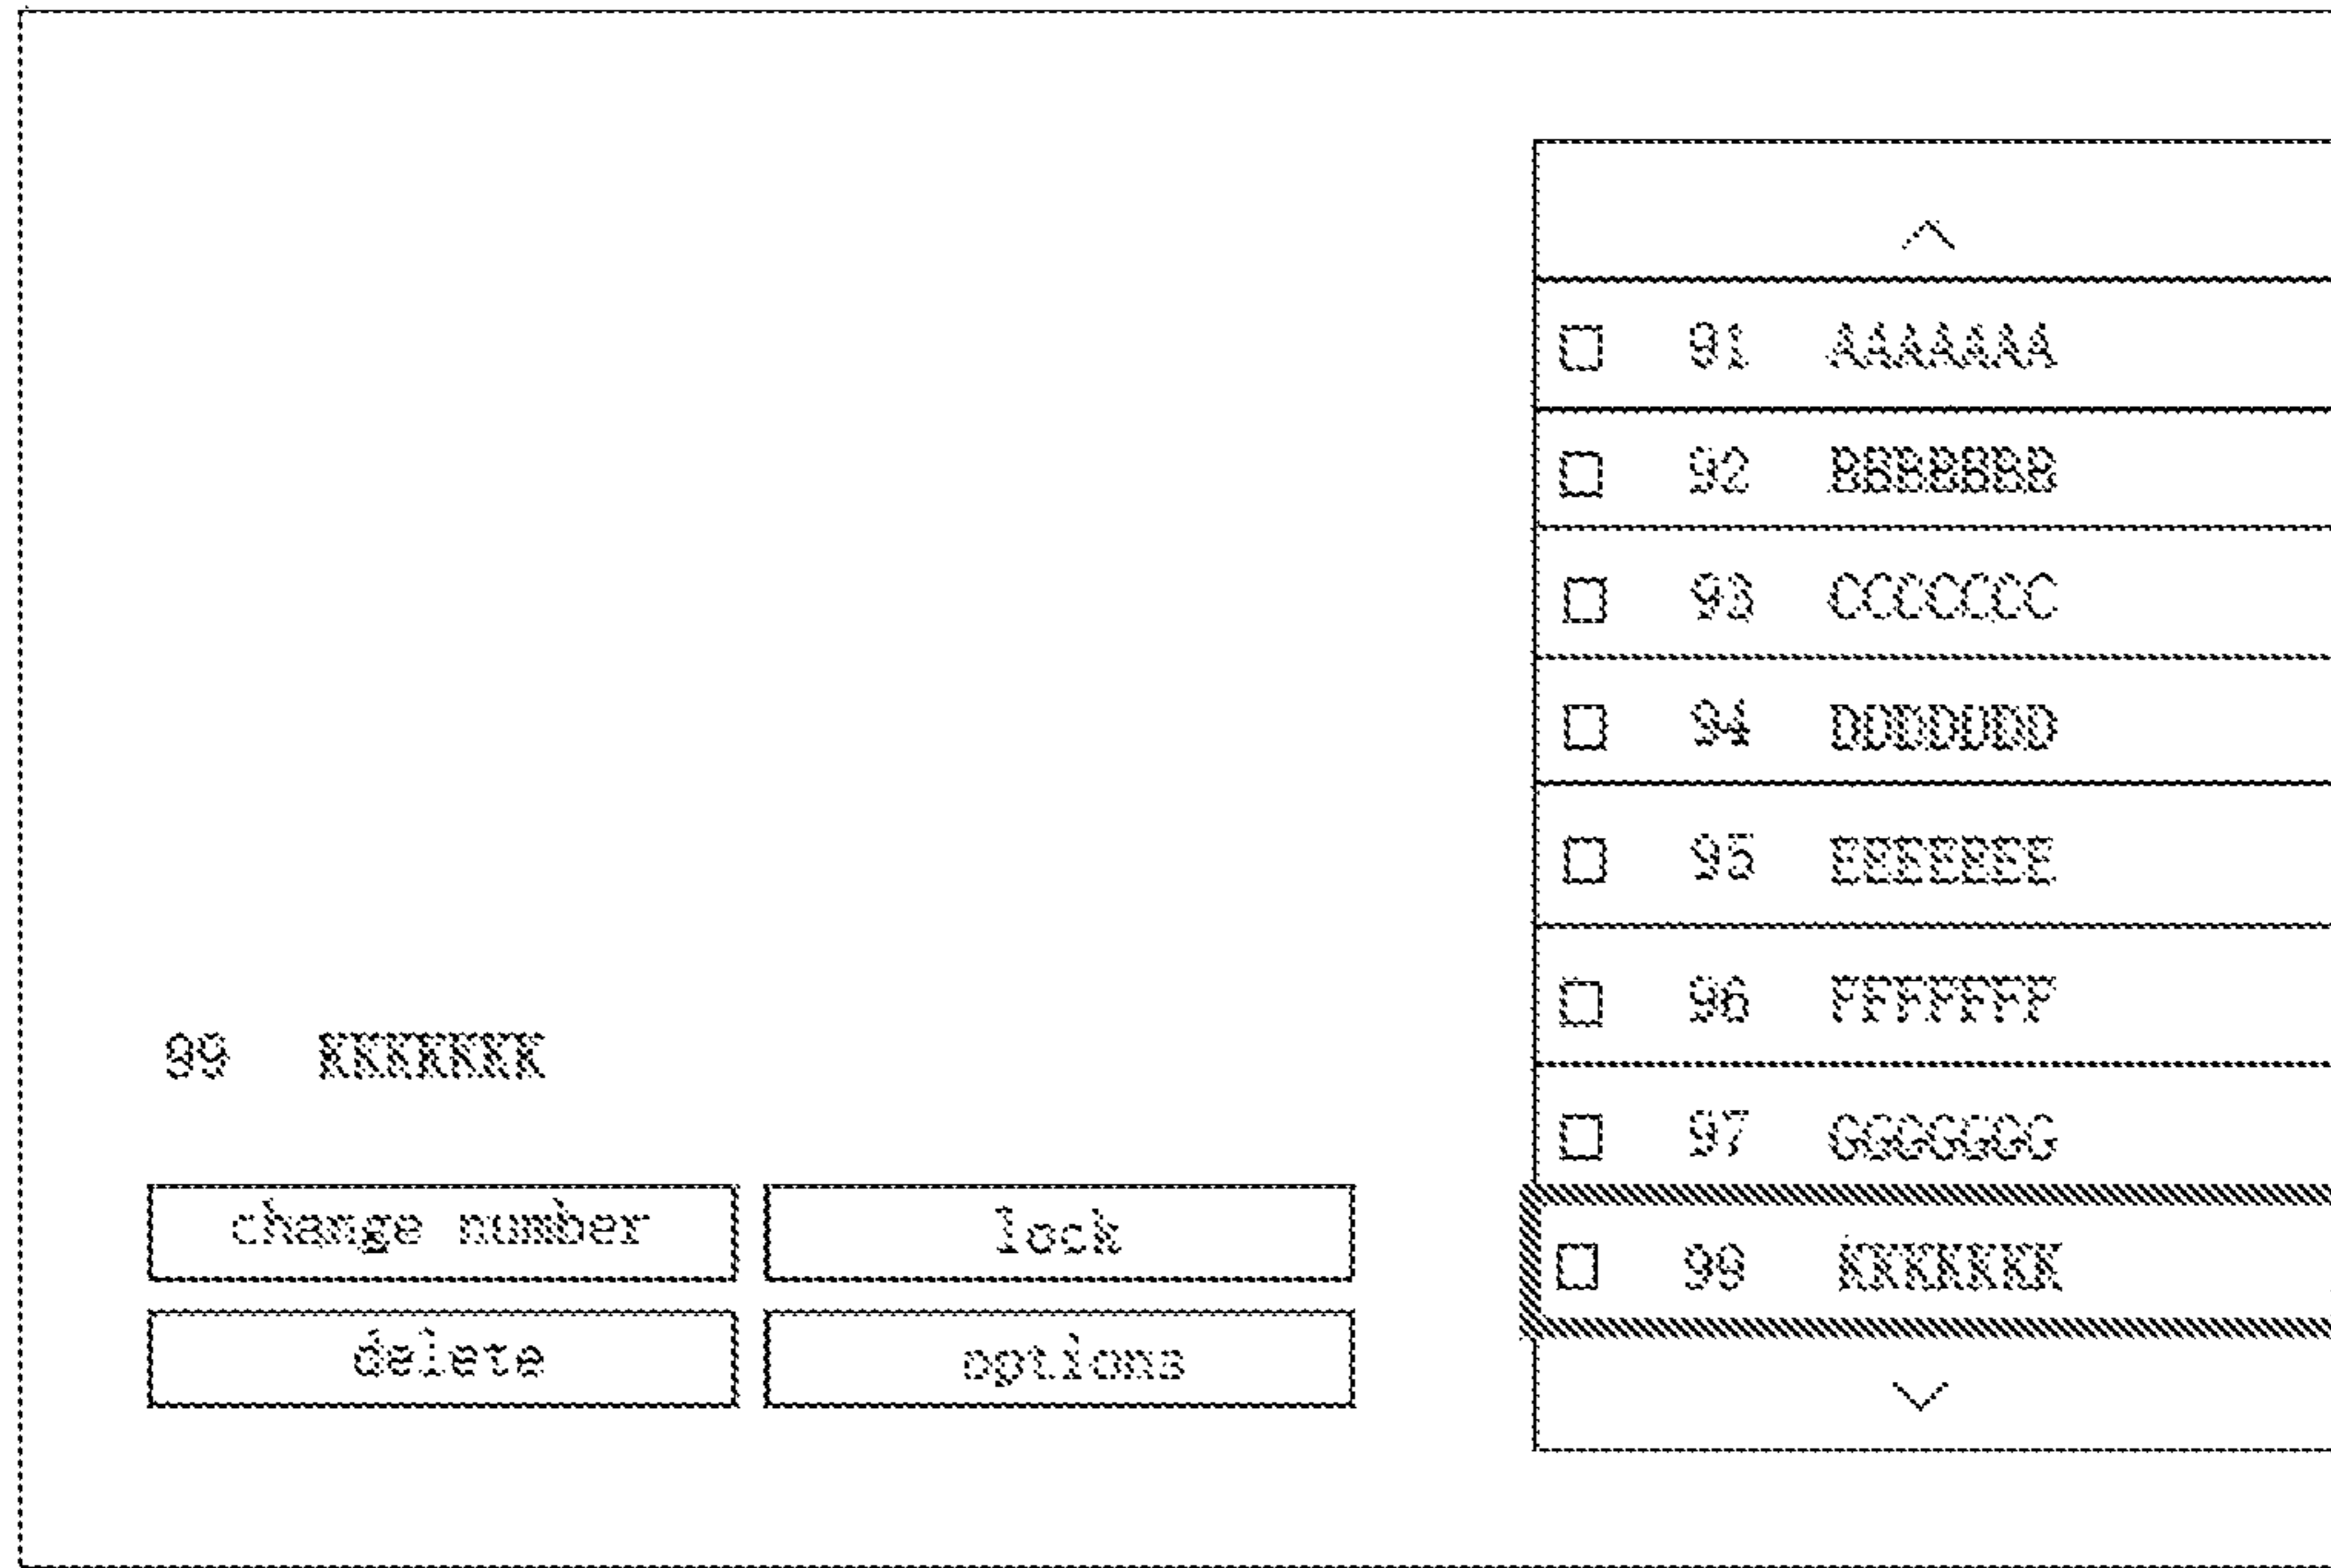 91 AAAAAAA
92 BBBBBBB
93 CCCCCCC
94 DDDDDDD
95 EEEEEEE
96 FFFFFFF
97 GGGGGGG
99 KKKKKKK
99 KKKKKKK
change number
lock
delete
options